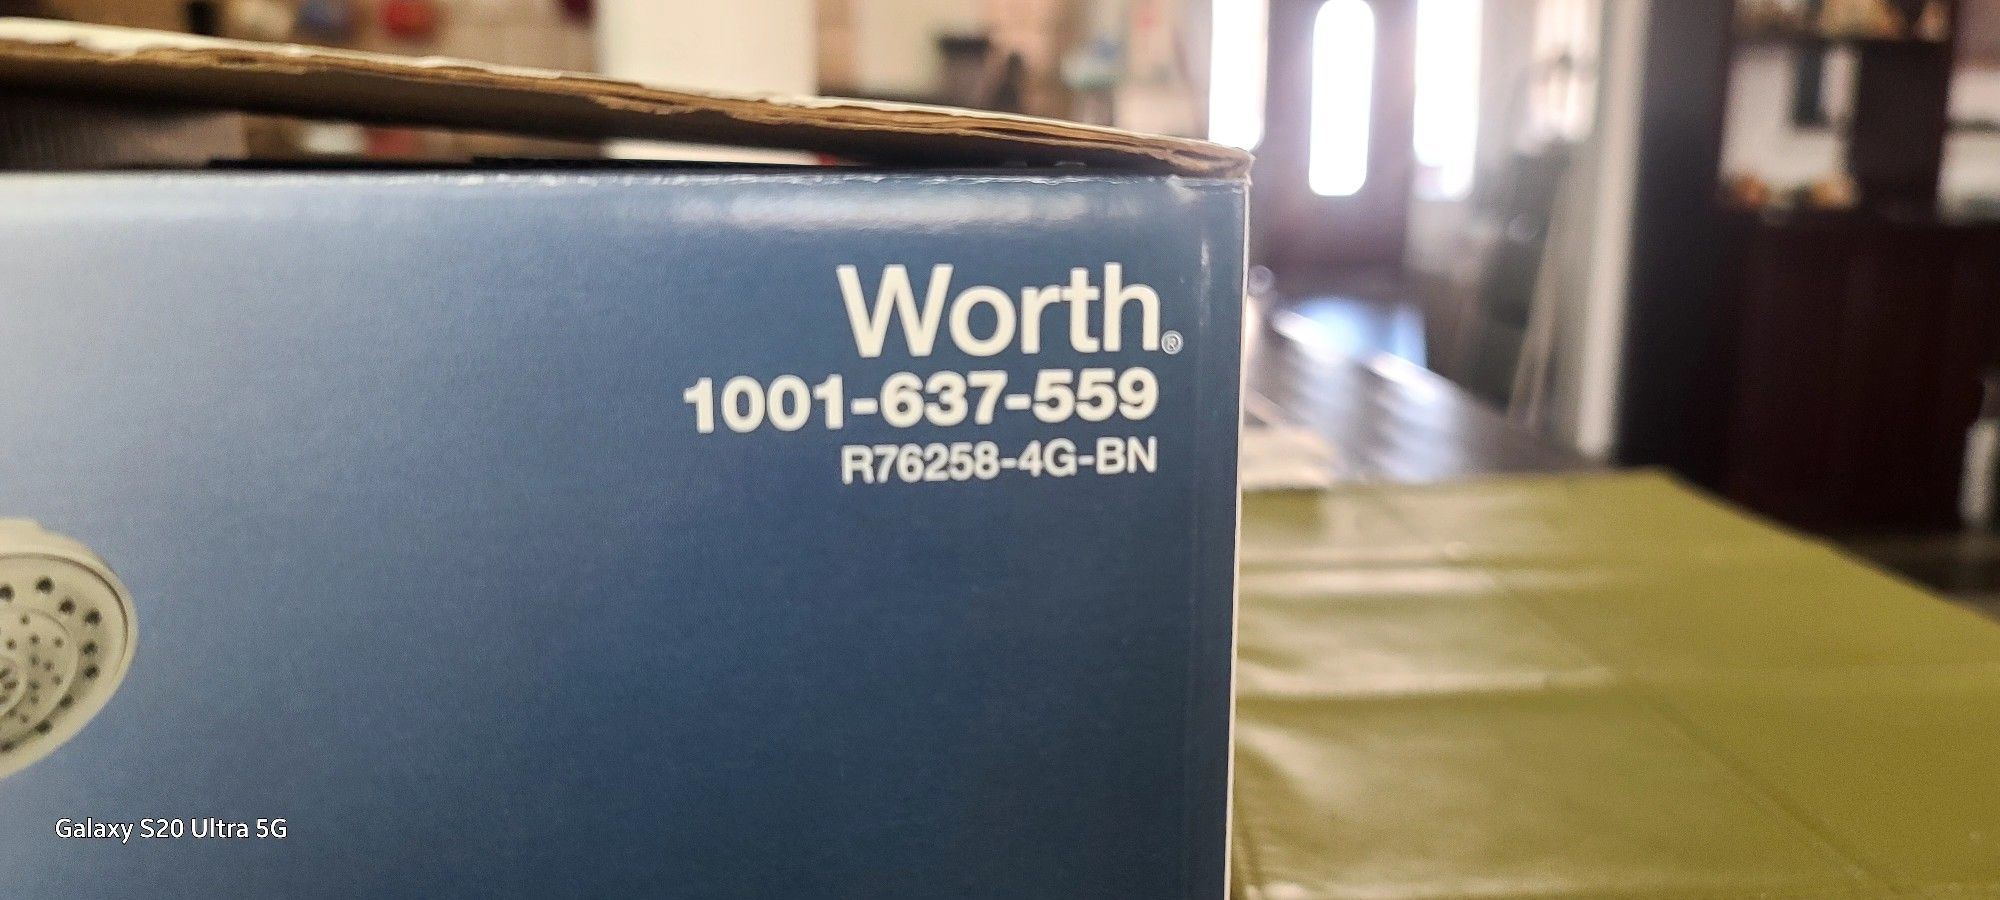 Worth®
1001-637-559
R76258-4G-BN
Galaxy S20 Ultra 5G